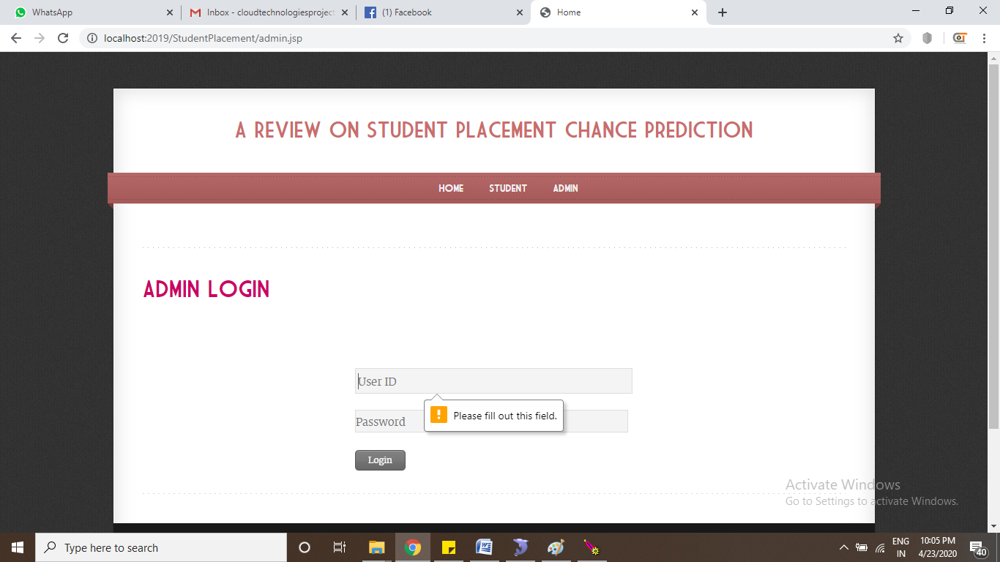 WhatsApp
Inbox - cloudtechnologiesproject
(1) Facebook
Home
localhost:2019/StudentPlacement/admin.jsp
A REVIEW ON STUDENT PLACEMENT CHANCE PREDICTION
HOME STUDENT ADMIN
ADMIN LOGIN
User ID
Please fill out this field.
Password
Login
Activate Windows
Go to Settings to activate Windows.
Type here to search
ENG
IN
10:05 PM
4/23/2020
40